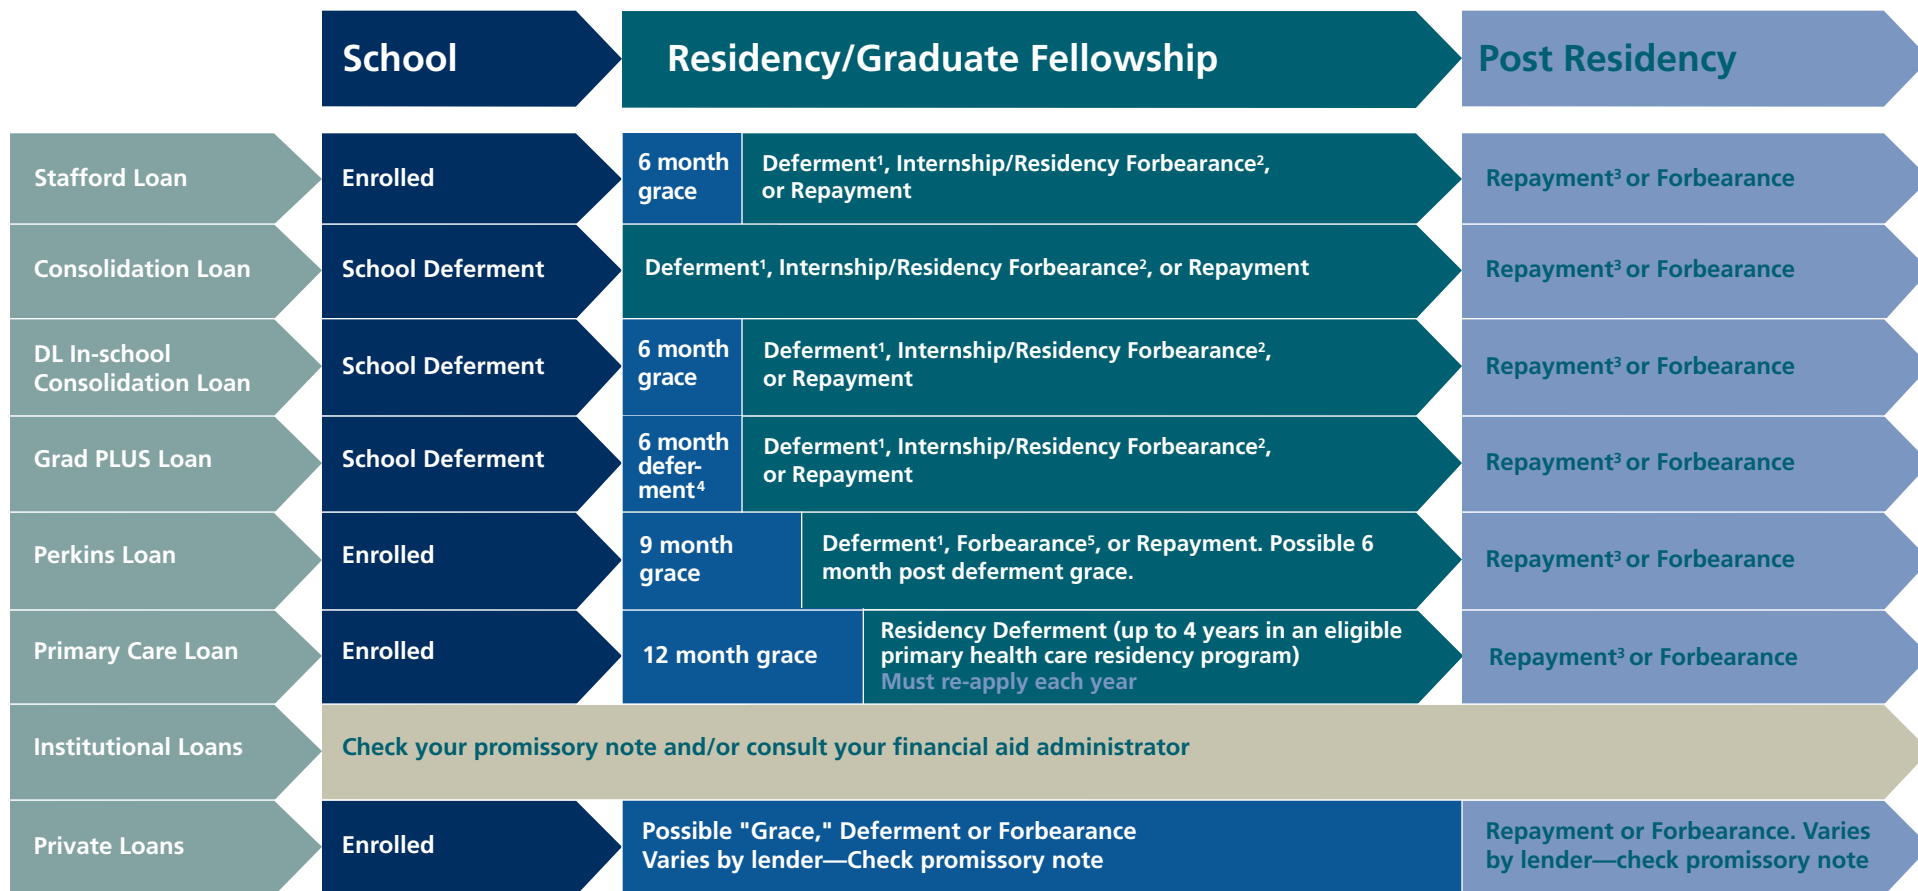 School
Residency/Graduate Fellowship
Post Residency
Stafford Loan
Enrolled
6 month
grace
Deferment¹, Internship/Residency Forbearance²,
or Repayment
Repayment³ or Forbearance
Consolidation Loan
School Deferment
Deferment¹, Internship/Residency Forbearance², or Repayment
Repayment³ or Forbearance
DL In-school
Consolidation Loan
School Deferment
6 month
grace
Deferment¹, Internship/Residency Forbearance²,
or Repayment
Repayment³ or Forbearance
Grad PLUS Loan
School Deferment
6 month
defer-
ment⁴
Deferment¹, Internship/Residency Forbearance²,
or Repayment
Repayment³ or Forbearance
Perkins Loan
Enrolled
9 month
grace
Deferment¹, Forbearance⁵, or Repayment. Possible 6
month post deferment grace.
Repayment³ or Forbearance
Primary Care Loan
Enrolled
12 month grace
Residency Deferment (up to 4 years in an eligible
primary health care residency program)
Must re-apply each year
Repayment³ or Forbearance
Institutional Loans
Check your promissory note and/or consult your financial aid administrator
Private Loans
Enrolled
Possible "Grace," Deferment or Forbearance
Varies by lender—Check promissory note
Repayment or Forbearance. Varies
by lender—check promissory note